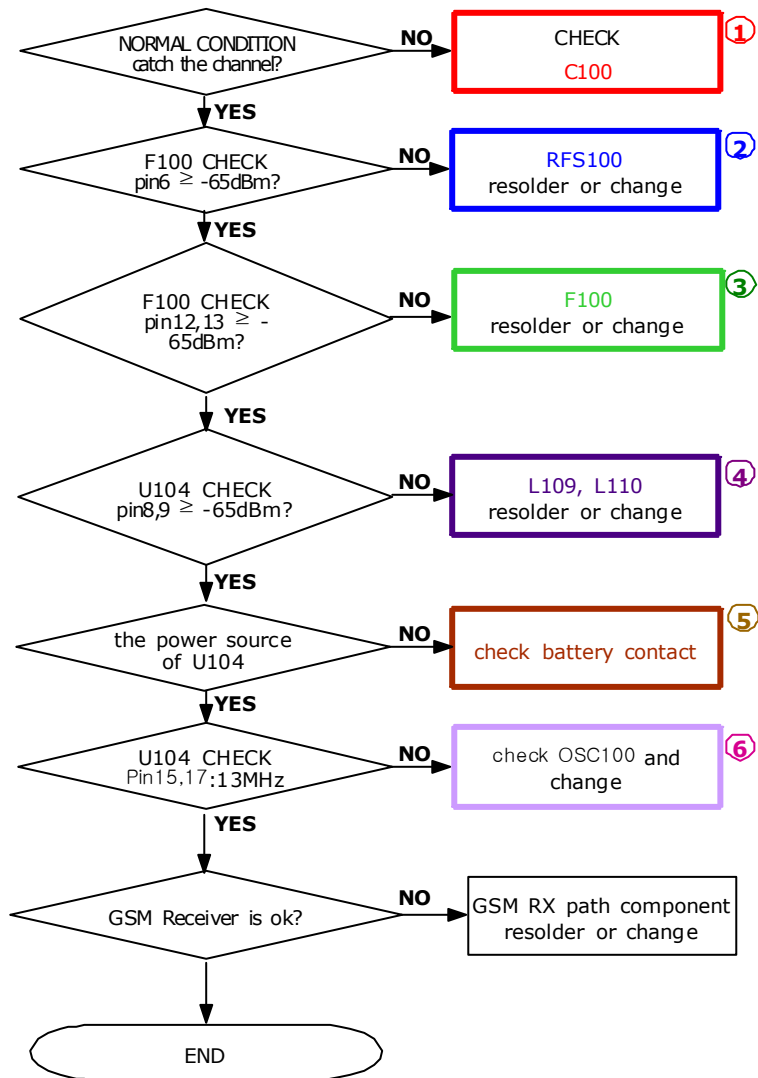 NORMAL CONDITION
catch the channel?
NO
CHECK
C100
1
YES
F100 CHECK
pin6 ≥ -65dBm?
NO
RFS100
resolder or change
2
YES
F100 CHECK
pin12,13 ≥ -
65dBm?
NO
F100
resolder or change
3
YES
U104 CHECK
pin8,9 ≥ -65dBm?
NO
L109, L110
resolder or change
4
YES
the power source
of U104
NO
check battery contact
5
YES
U104 CHECK
Pin15,17:13MHz
NO
check OSC100 and
change
6
YES
GSM Receiver is ok?
NO
GSM RX path component
resolder or change
END